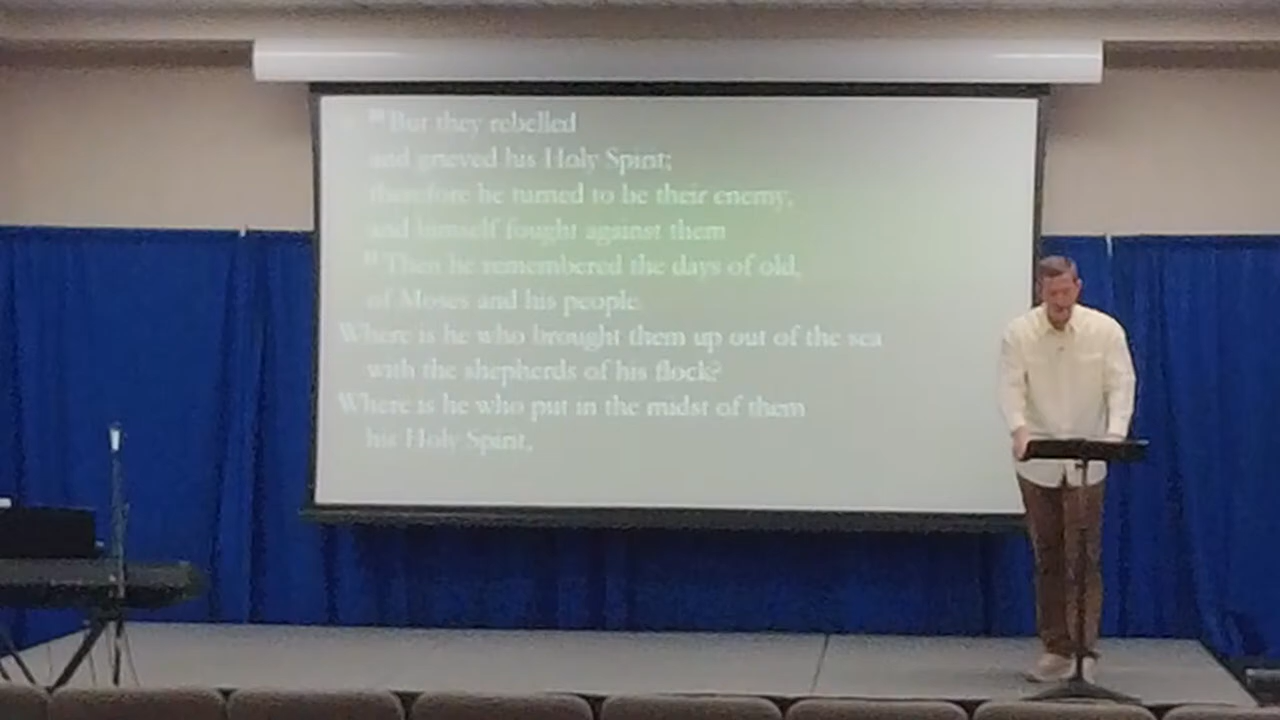 But they rebelled
and grieved his Holy Spirit;
therefore he turned to be their enemy,
and himself fought against them
Then he remembered the days of old,
of Moses and his people.
Where is he who brought them up out of the sea
with the shepherds of his flock?
Where is he who put in the midst of them
his Holy Spirit,